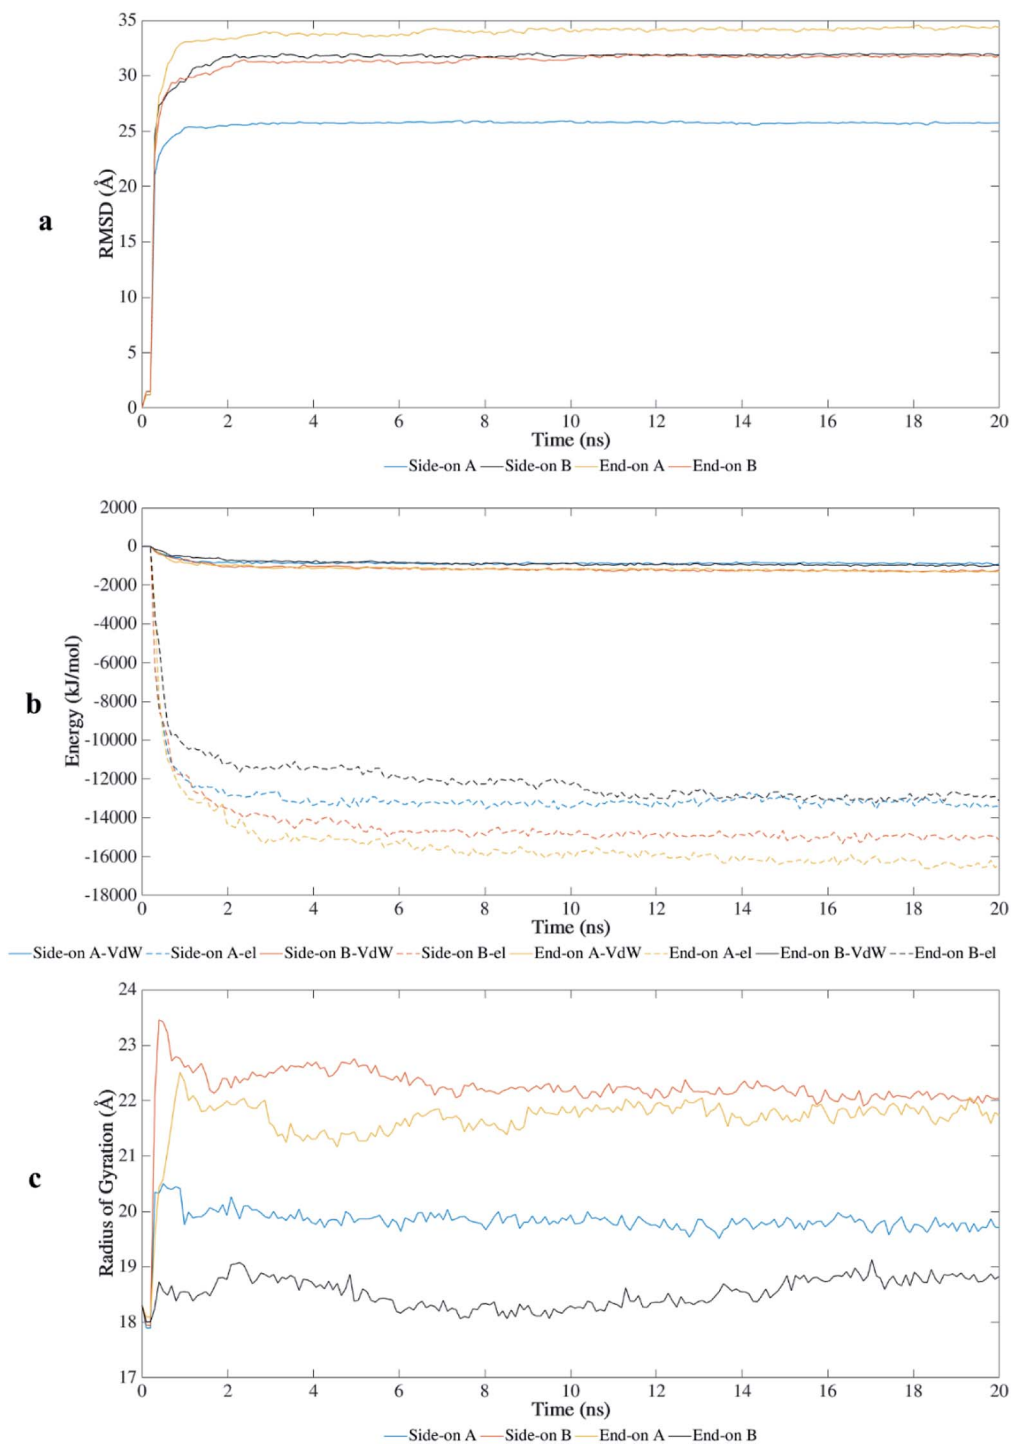 a
RMSD (Å)
35
30
25
20
15
10
5
0
0 2 4 6 8 10 12 14 16 18 20
Time (ns)
Side-on A Side-on B End-on A End-on B
b
Energy (kJ/mol)
2000
0
-2000
-4000
-6000
-8000
-10000
-12000
-14000
-16000
-18000
0 2 4 6 8 10 12 14 16 18 20
Time (ns)
Side-on A-VdW Side-on A-el Side-on B-VdW Side-on B-el End-on A-VdW End-on A-el End-on B-VdW End-on B-el
c
Radius of Gyration (Å)
24
23
22
21
20
19
18
17
0 2 4 6 8 10 12 14 16 18 20
Time (ns)
Side-on A Side-on B End-on A End-on B